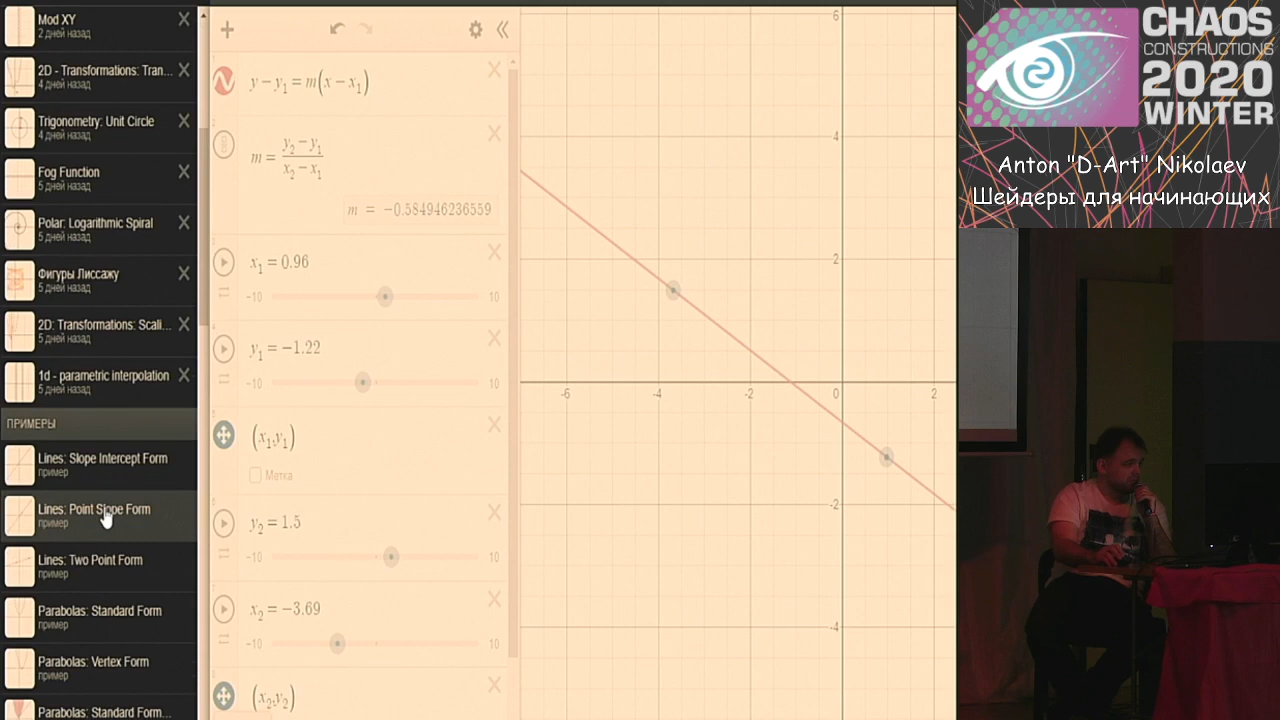 Mod XY
2 дней назад
2D - Transformations: Tran...
4 дней назад
Trigonometry: Unit Circle
4 дней назад
Fog Function
5 дней назад
Polar: Logarithmic Spiral
5 дней назад
Фигуры Лиссажу
5 дней назад
2D: Transformations: Scali...
5 дней назад
1d - parametric interpolation
5 дней назад
ПРИМЕРЫ
Lines: Slope Intercept Form
пример
Lines: Point Slope Form
пример
Lines: Two Point Form
пример
Parabolas: Standard Form
пример
Parabolas: Vertex Form
пример
Parabolas: Standard Form...
y − y₁ = m(x − x₁)
m = (y₂ − y₁)/(x₂ − x₁)
m = −0.584946236559
x₁ = 0.96
−10 10
y₁ = −1.22
−10 10
(x₁,y₁)
Метка
y₂ = 1.5
−10 10
x₂ = −3.69
−10 10
(x₂,y₂)
6
4
2
-6 -4 -2 0 2
-2
-4
CHAOS
CONSTRUCTIONS
2020
WINTER
Anton "D-Art" Nikolaev
Шейдеры для начинающих